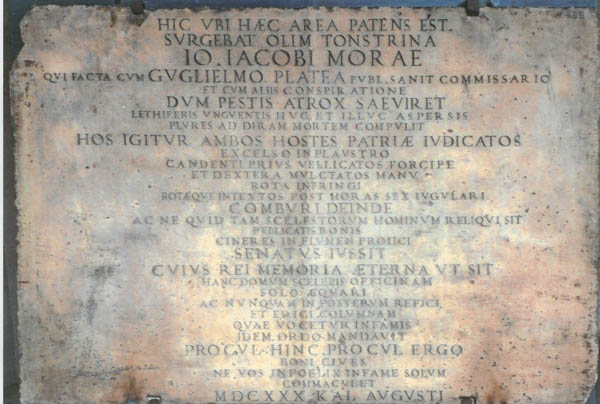 HIC VBI HÆC AREA PATENS EST.
SVRGEBAT OLIM TONSTRINA
IO. IACOBI MORAE
QVI FACTA CVM GVGLIELMO PLATEA PVBL. SANIT COMMISSARIO
ET CVM ALIIS CONSPIRATIONE
DVM PESTIS ATROX SAEVIRET
LETHIFERIS VNGVENTIS HVC, ET ILLVC ASPERSIS
PLVRES AD DIRAM MORTEM COMPVLIT
HOS IGITVR AMBOS HOSTES PATRIÆ IVDICATOS
EXCELSO IN PLAVSTRO
CANDENTI PRIVS VELLICATOS FORCIPE
ET DEXTERA MVLCTATOS MANV
ROTA INFRINGI
ROTÆQVE INTEXTOS POST HORAS SEX IVGVLARI
COMBVRI DEINDE
AC NE QVID TAM SCELESTORVM HOMINVM RELIQVI SIT
PVBLICATIS BONIS
CINERES IN FLVMEN PROIICI
SENATVS IVSSIT
CVIVS REI MEMORIA ÆTERNA VT SIT
HANC DOMVM SCELERIS OFFICINAM
SOLO ÆQVARI
AC NVNQVAM IN POSTERVM REFICI
ET ERIGI COLVMNAM
QVAE VOCETVR INFAMIS
IDEM ORDO MANDAVIT
PROCVL HINC PROCVL ERGO
BONI CIVES
NE VOS INFOELIX INFAME SOLVM
COMMACVLET
MDCXXX KAL AVGVSTI